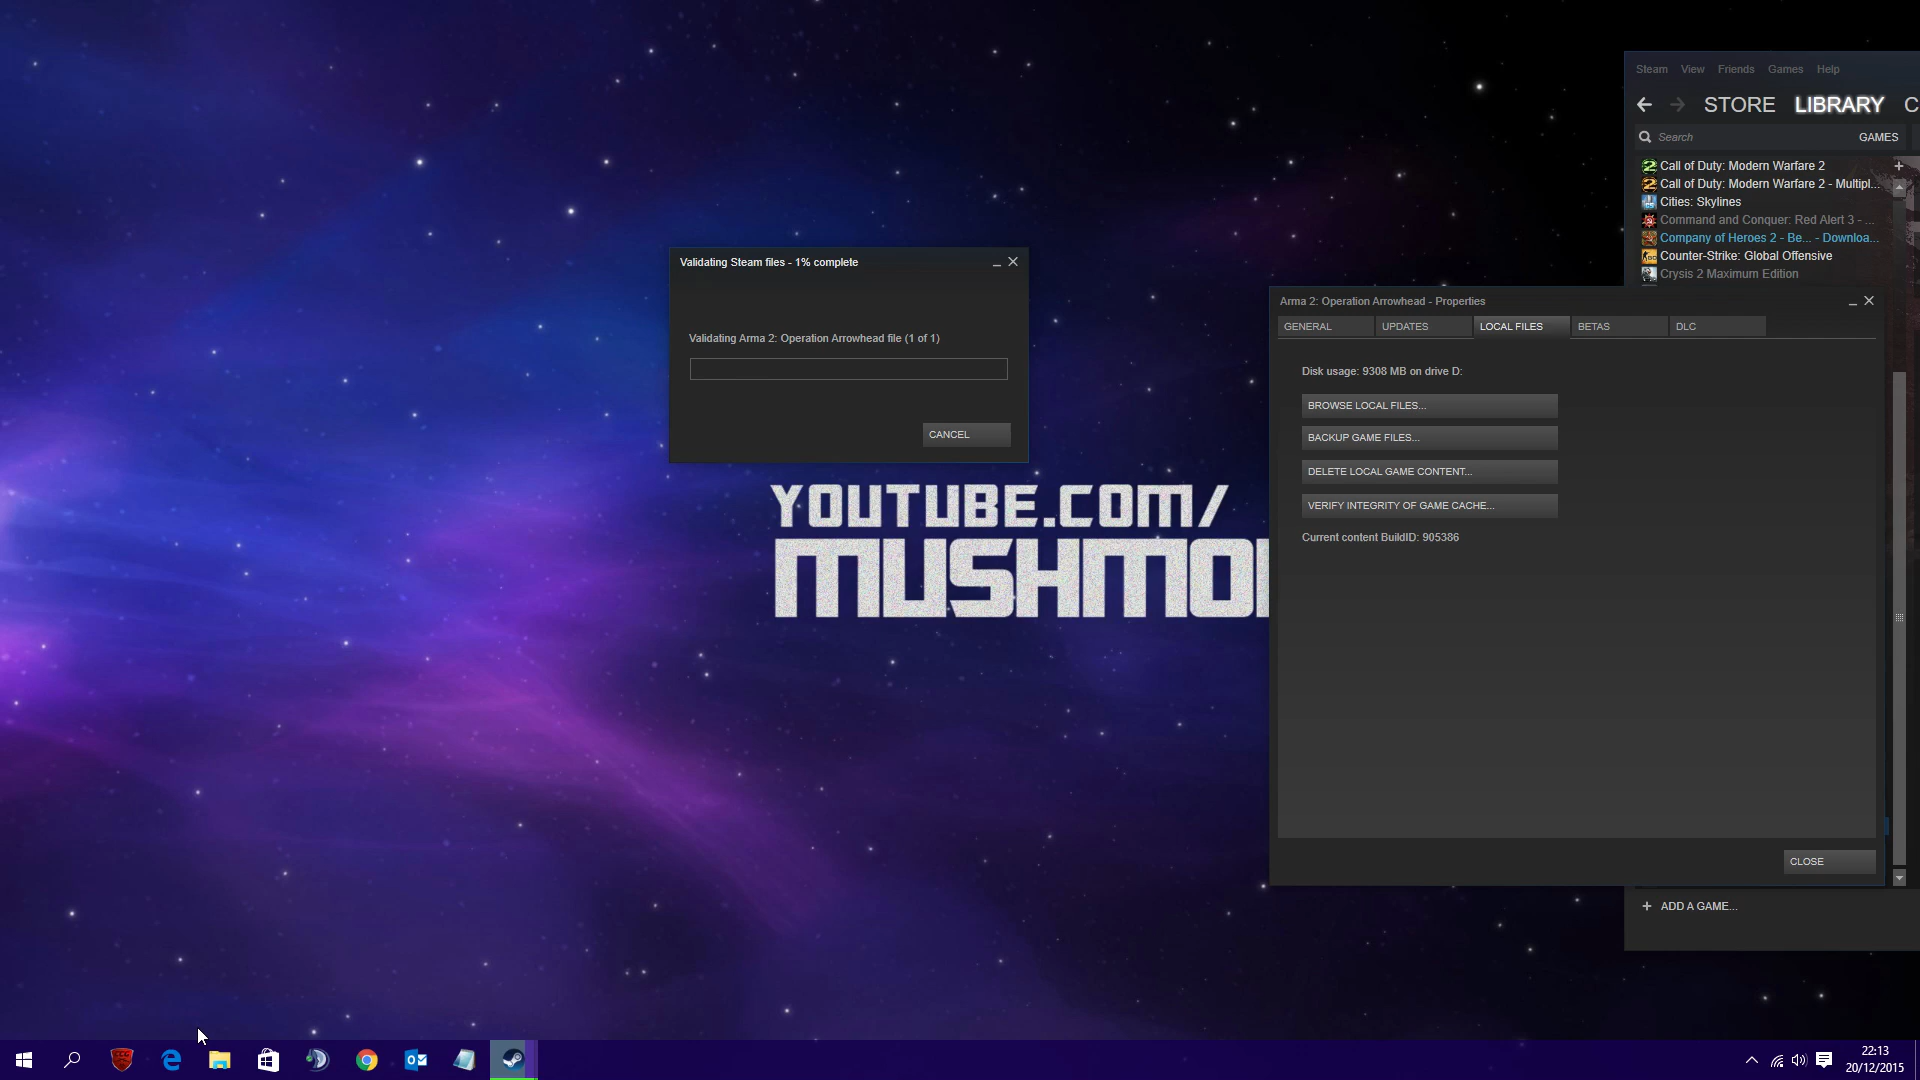 Steam View Friends Games Help
STORE LIBRARY C
Search
GAMES
Call of Duty: Modern Warfare 2
Call of Duty: Modern Warfare 2 - Multipl...
Cities: Skylines
Command and Conquer: Red Alert 3 - ...
Company of Heroes 2 - Be... - Downloa...
Counter-Strike: Global Offensive
Crysis 2 Maximum Edition
Validating Steam files - 1% complete
Validating Arma 2: Operation Arrowhead file (1 of 1)
CANCEL
Arma 2: Operation Arrowhead - Properties
GENERAL UPDATES LOCAL FILES BETAS DLC
Disk usage: 9308 MB on drive D:
BROWSE LOCAL FILES...
BACKUP GAME FILES...
DELETE LOCAL GAME CONTENT...
VERIFY INTEGRITY OF GAME CACHE...
Current content BuildID: 905386
CLOSE
YOUTUBE.COM/
MUSHMO
+ ADD A GAME...
22:13
20/12/2015